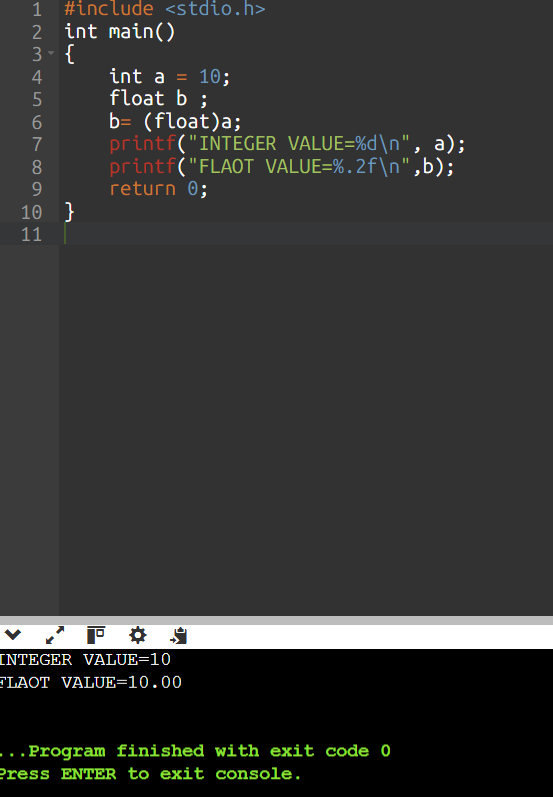 1 #include <stdio.h>
2 int main()
3 {
4     int a = 10;
5     float b ;
6     b= (float)a;
7     printf("INTEGER VALUE=%d\n", a);
8     printf("FLAOT VALUE=%.2f\n",b);
9     return 0;
10 }
11
INTEGER VALUE=10
FLAOT VALUE=10.00
...Program finished with exit code 0
Press ENTER to exit console.